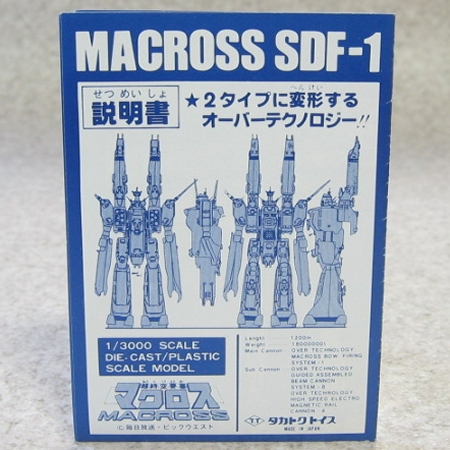 MACROSS SDF-1
せつ めい しょ
説明書
へんけい
★2タイプに変形する
オーバーテクノロジー!!
1/3000 SCALE
DIE-CAST/PLASTIC
SCALE MODEL
超時空要塞
マクロス
MACROSS
©毎日放送・ビックウエスト
Length 1200m
Weight 18000000t
Main Cannon OVER TECHNOLOGY
MACROSS BOW FIRING
SYSTEM-1
Sub Cannon OVER TECHNOLOGY
GUIDED ASSEMBLED
BEAM CANNON
SYSTEM-8
OVER TECHNOLOGY
HIGH SPEED ELECTRO
MAGNETIC RAIL
CANNON-4
タカトクトイス
MADE IN JAPAN